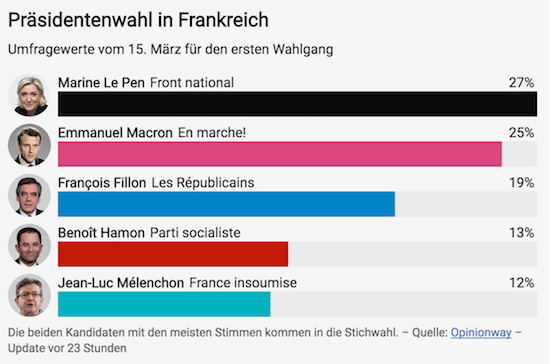 Präsidentenwahl in Frankreich
Umfragewerte vom 15. März für den ersten Wahlgang
Marine Le Pen Front national 27%
Emmanuel Macron En marche! 25%
François Fillon Les Républicains 19%
Benoît Hamon Parti socialiste 13%
Jean-Luc Mélenchon France insoumise 12%
Die beiden Kandidaten mit den meisten Stimmen kommen in die Stichwahl. – Quelle: Opinionway –
Update vor 23 Stunden